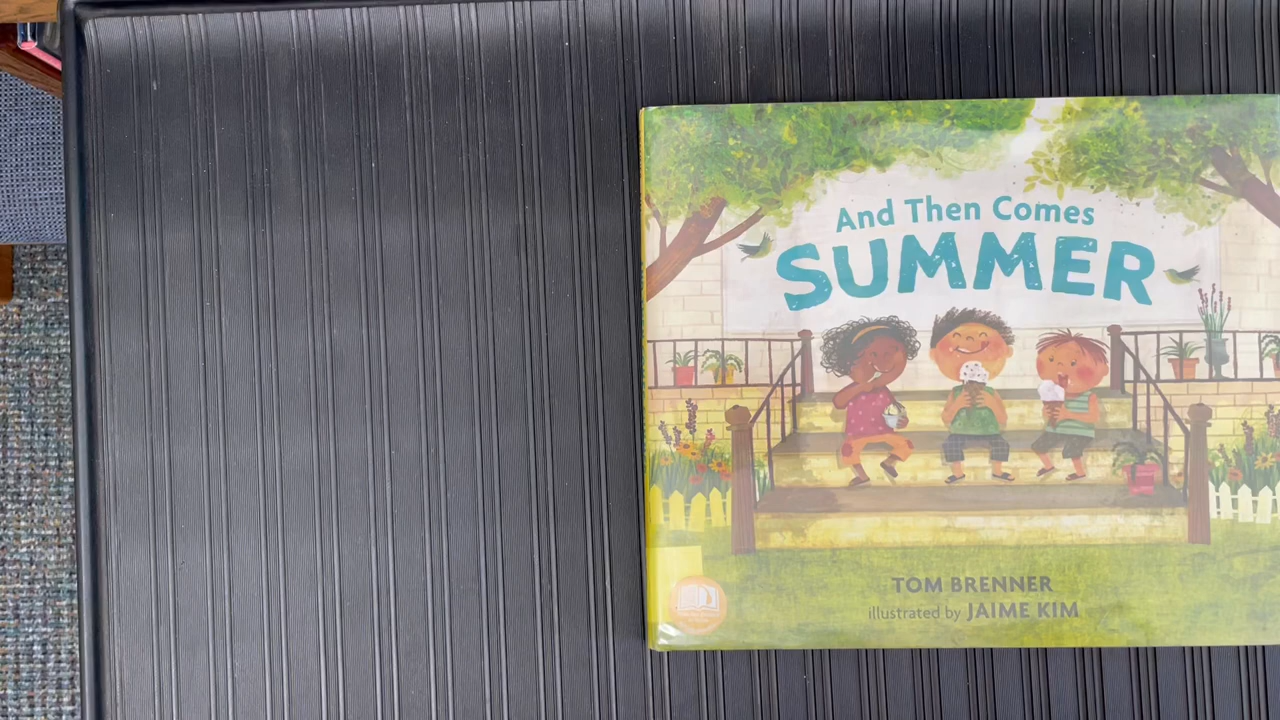 And Then Comes
SUMMER
TOM BRENNER
illustrated by JAIME KIM